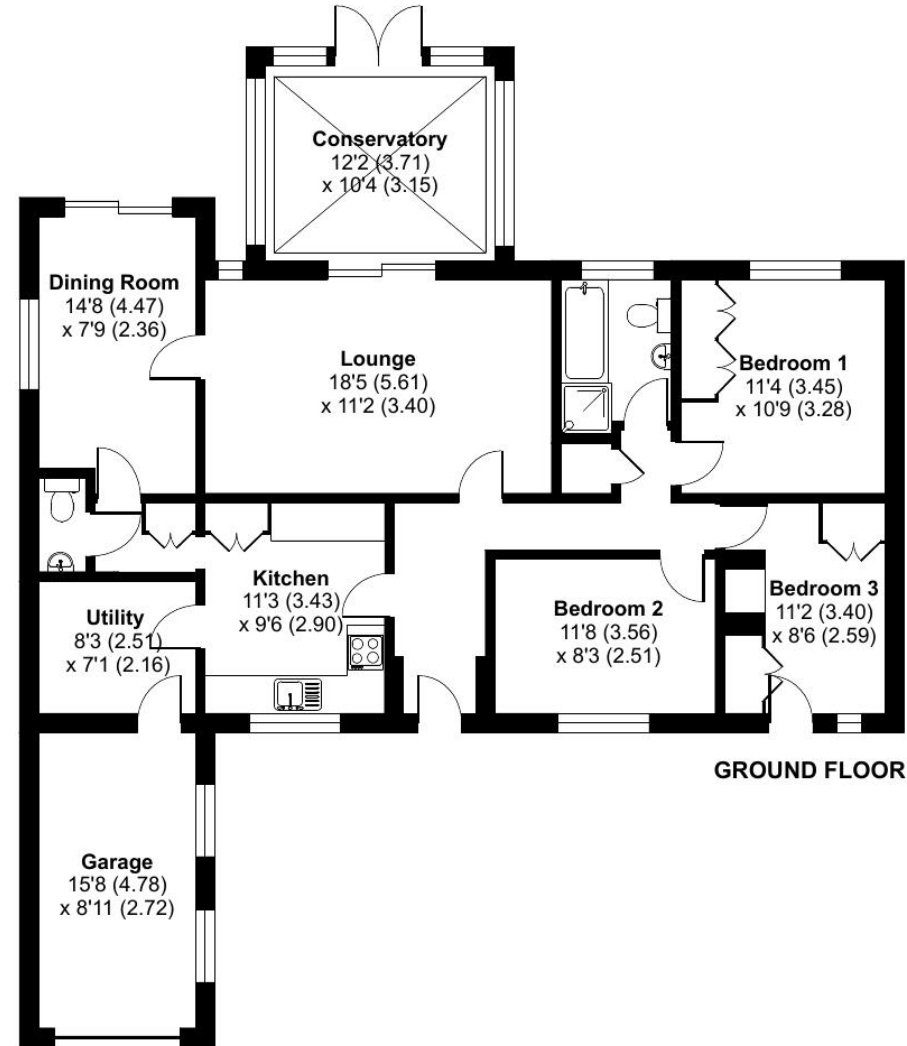 Conservatory
12'2 (3.71)
x 10'4 (3.15)
Dining Room
14'8 (4.47)
x 7'9 (2.36)
Lounge
18'5 (5.61)
x 11'2 (3.40)
Bedroom 1
11'4 (3.45)
x 10'9 (3.28)
Kitchen
11'3 (3.43)
x 9'6 (2.90)
Utility
8'3 (2.51)
x 7'1 (2.16)
Bedroom 2
11'8 (3.56)
x 8'3 (2.51)
Bedroom 3
11'2 (3.40)
x 8'6 (2.59)
GROUND FLOOR
Garage
15'8 (4.78)
x 8'11 (2.72)